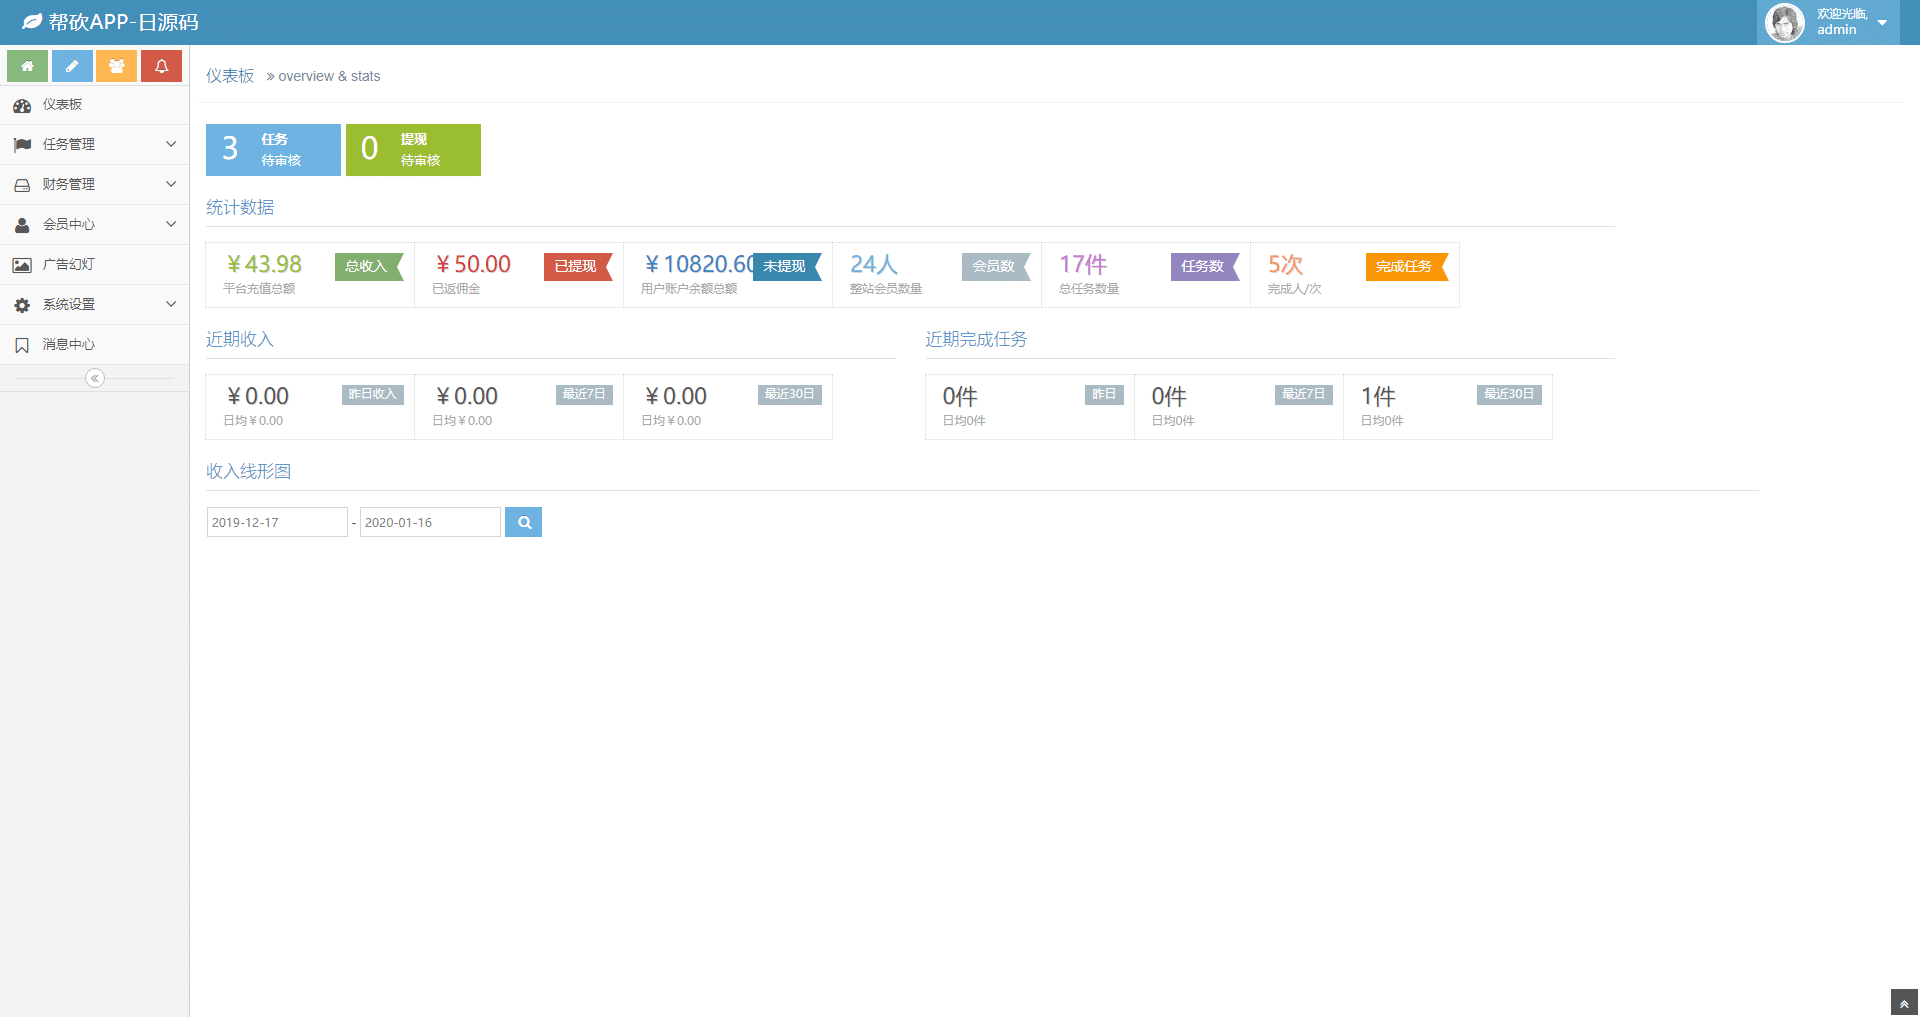 帮砍APP-日源码
欢迎光临,
admin
仪表板
任务管理
财务管理
会员中心
广告幻灯
系统设置
消息中心
仪表板 » overview & stats
3 任务
待审核
0 提现
待审核
统计数据
￥43.98 总收入
平台充值总额
￥50.00 已提现
已返佣金
￥10820.60 未提现
用户账户余额总额
24人 会员数
整站会员数量
17件 任务数
总任务数量
5次 完成任务
完成人/次
近期收入
￥0.00 昨日收入
日均￥0.00
￥0.00 最近7日
日均￥0.00
￥0.00 最近30日
日均￥0.00
近期完成任务
0件 昨日
日均0件
0件 最近7日
日均0件
1件 最近30日
日均0件
收入线形图
2019-12-17 - 2020-01-16